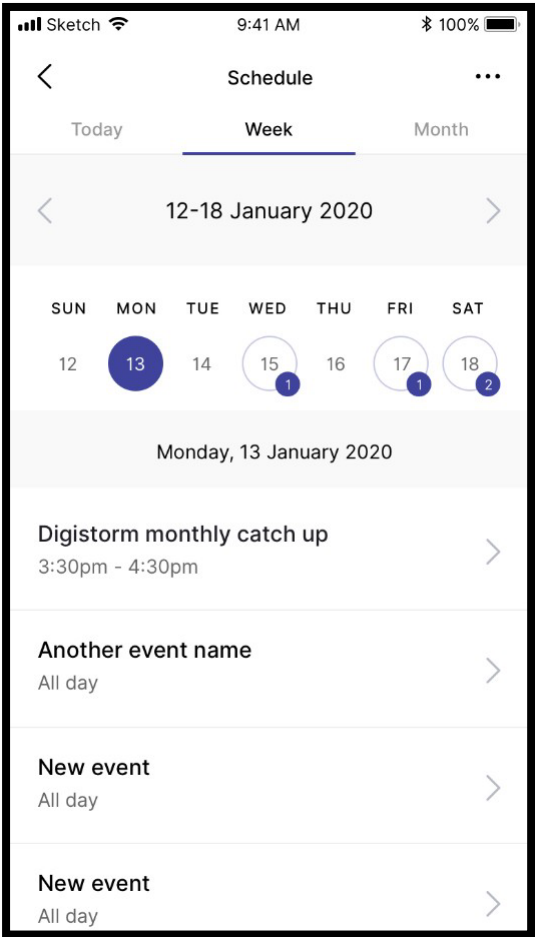 Sketch 9:41 AM 100%
Schedule
Today Week Month
12-18 January 2020
SUN MON TUE WED THU FRI SAT
12 13 14 15 16 17 18
1 1 2
Monday, 13 January 2020
Digistorm monthly catch up
3:30pm - 4:30pm
Another event name
All day
New event
All day
New event
All day